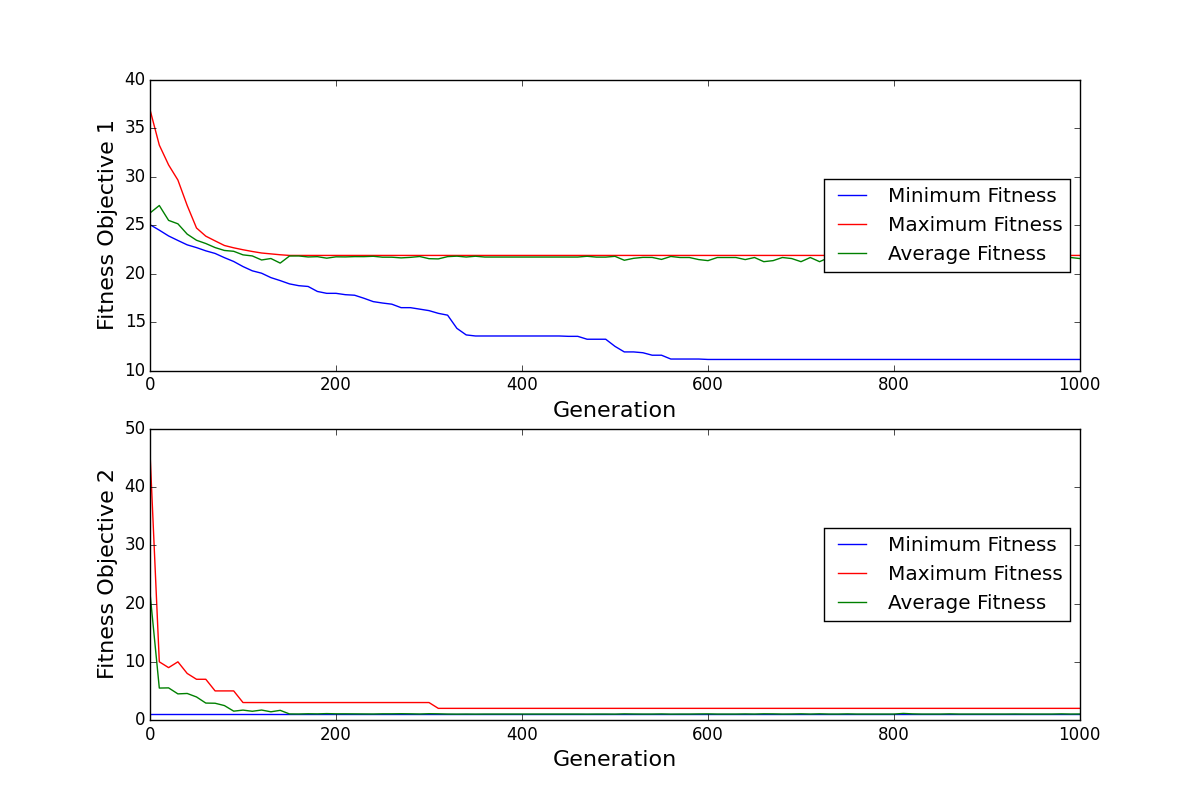 40
35
30
25
20
15
10
Fitness Objective 1
Minimum Fitness
Maximum Fitness
Average Fitness
0 200 400 600 800 1000
Generation
50
40
30
20
10
0
Fitness Objective 2
Minimum Fitness
Maximum Fitness
Average Fitness
0 200 400 600 800 1000
Generation